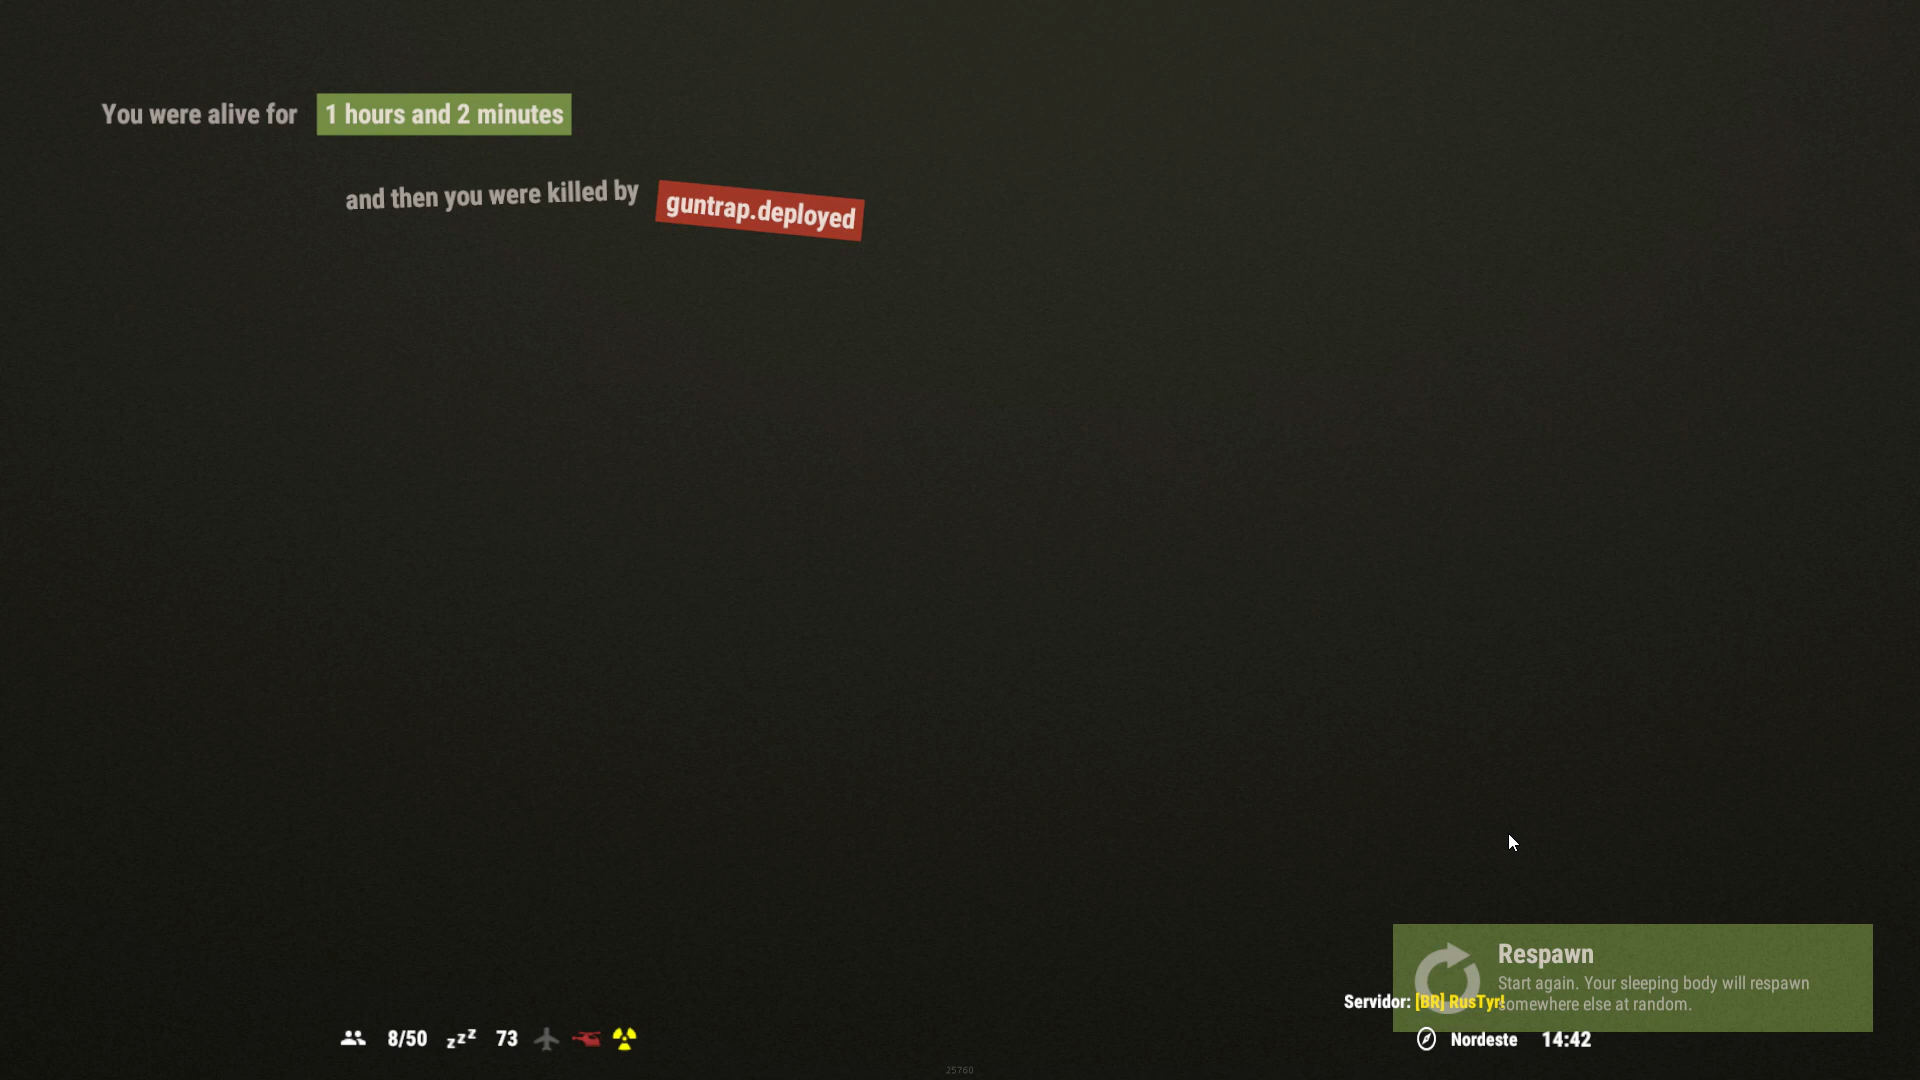 You were alive for 1 hours and 2 minutes
and then you were killed by guntrap.deployed
Respawn
Start again. Your sleeping body will respawn
somewhere else at random.
Servidor: [BR] RusTyr!
8/50 zzz 73
Nordeste 14:42
25760